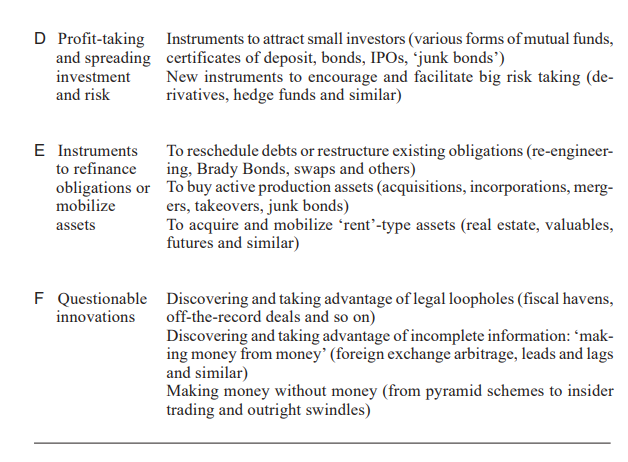 D Profit-taking Instruments to attract small investors (various forms of mutual funds,
and spreading certificates of deposit, bonds, IPOs, ‘junk bonds’)
investment New instruments to encourage and facilitate big risk taking (de-
and risk rivatives, hedge funds and similar)
E Instruments To reschedule debts or restructure existing obligations (re-engineer-
to refinance ing, Brady Bonds, swaps and others)
obligations or To buy active production assets (acquisitions, incorporations, merg-
mobilize ers, takeovers, junk bonds)
assets To acquire and mobilize ‘rent’-type assets (real estate, valuables,
futures and similar)
F Questionable Discovering and taking advantage of legal loopholes (fiscal havens,
innovations off-the-record deals and so on)
Discovering and taking advantage of incomplete information: ‘mak-
ing money from money’ (foreign exchange arbitrage, leads and lags
and similar)
Making money without money (from pyramid schemes to insider
trading and outright swindles)